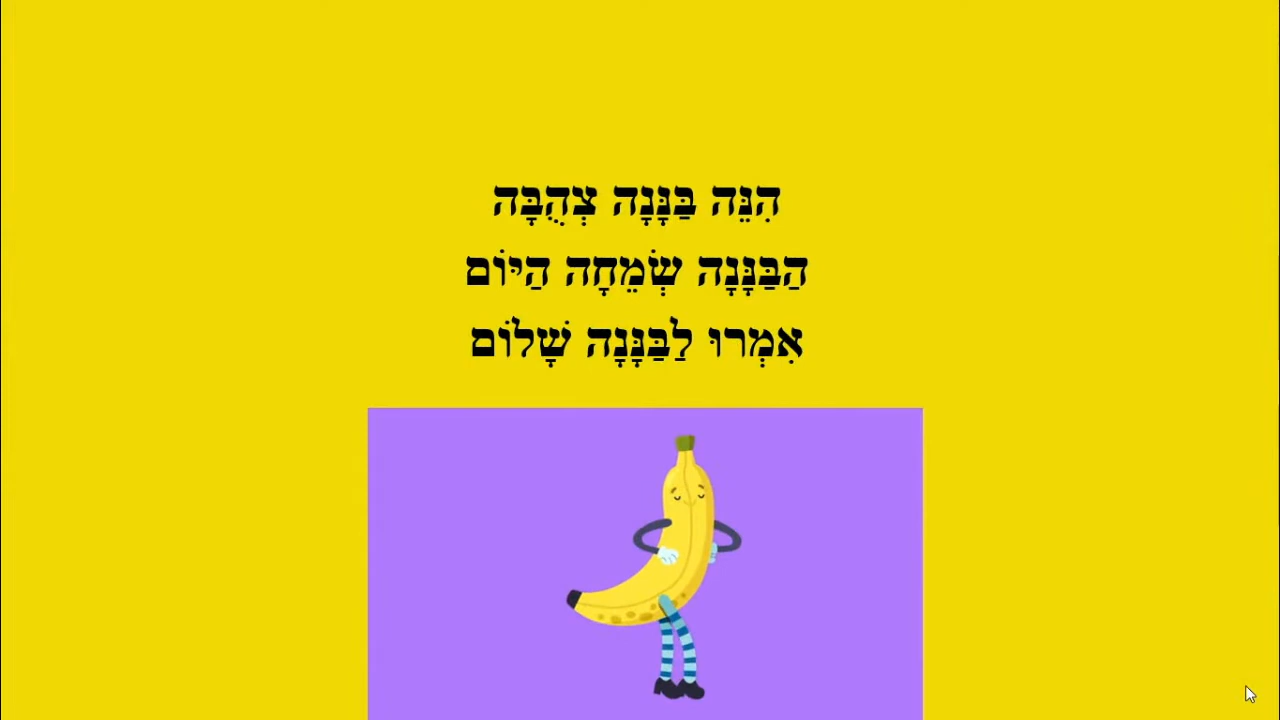 הִנֵּה בַּנָּנָה צְהֻבָּה
הַבַּנָּנָה שְׂמֵחָה הַיּוֹם
אִמְרוּ לַבַּנָּנָה שָׁלוֹם